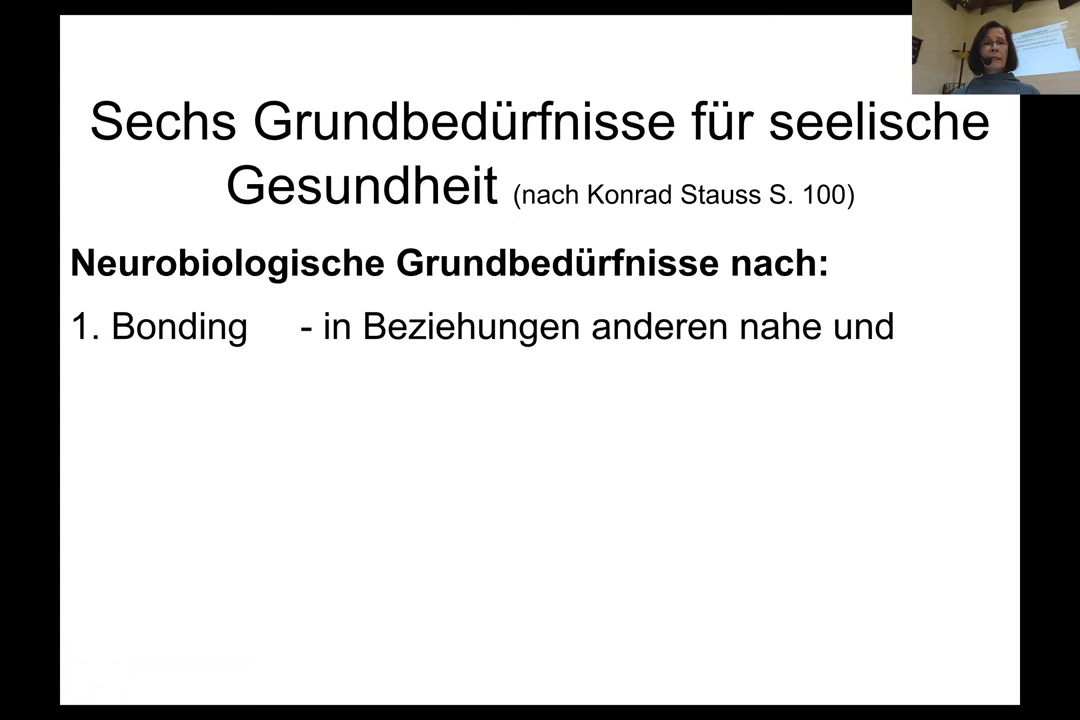 Sechs Grundbedürfnisse für seelische
Gesundheit (nach Konrad Stauss S. 100)
Neurobiologische Grundbedürfnisse nach:
1. Bonding - in Beziehungen anderen nahe und